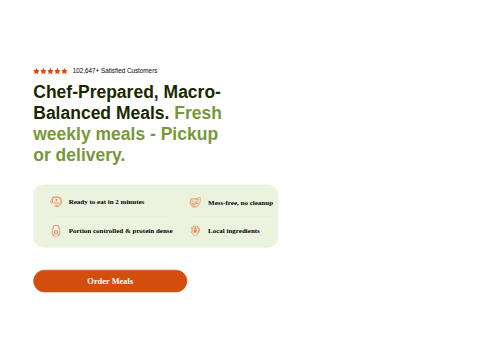 102,647+ Satisfied Customers
Chef-Prepared, Macro-
Balanced Meals. Fresh
weekly meals - Pickup
or delivery.
Ready to eat in 2 minutes
Mess-free, no cleanup
Portion controlled & protein dense
Local ingredients
Order Meals